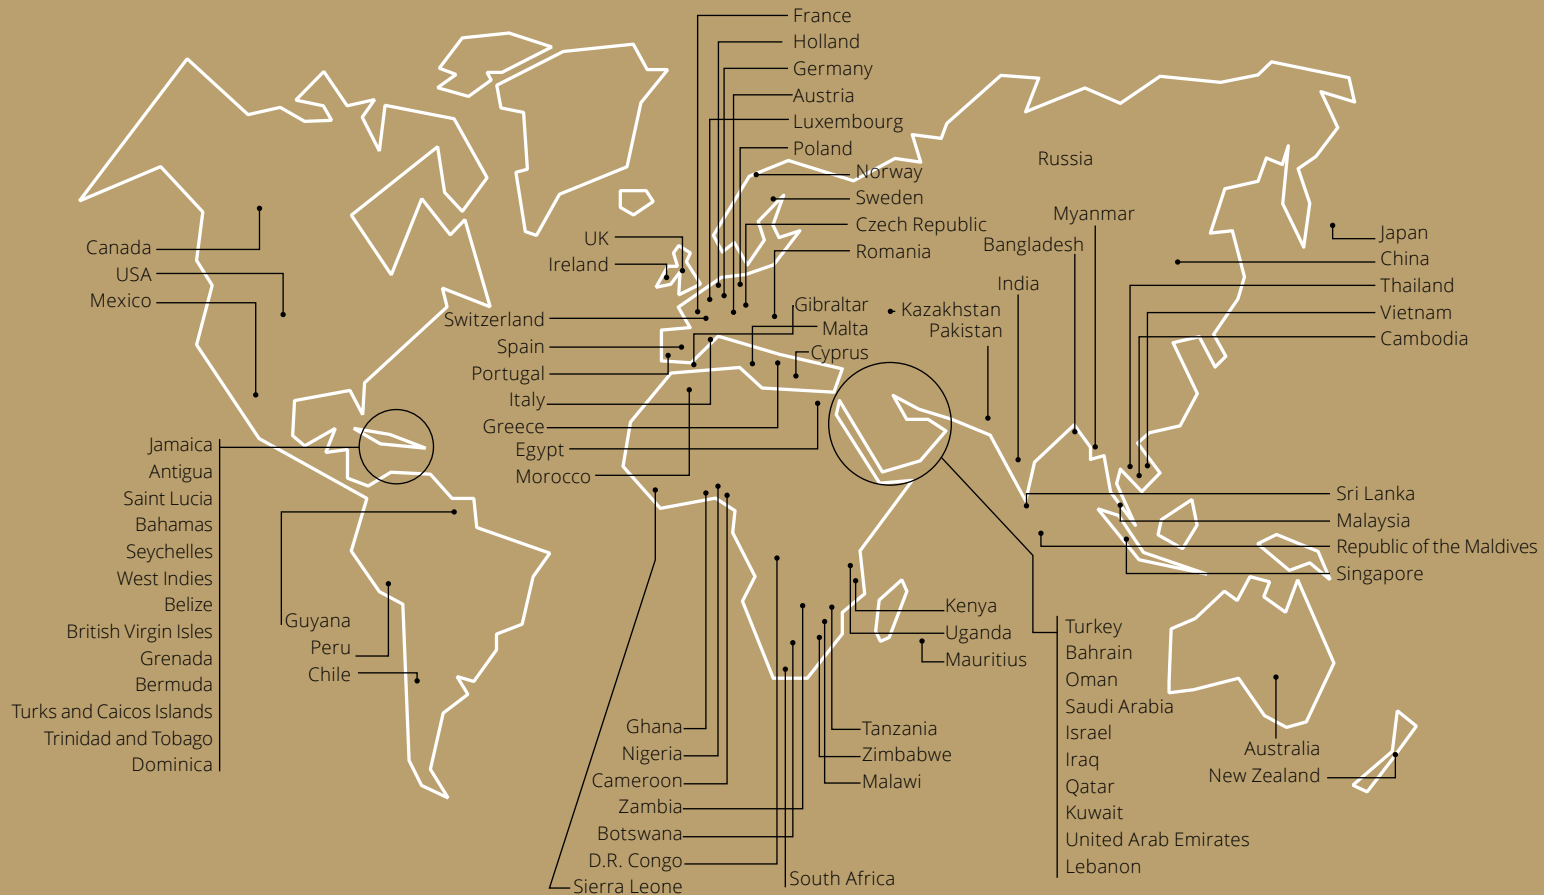 France
Holland
Germany
Austria
Luxembourg
Poland
Norway
Sweden
Czech Republic
Romania
UK
Ireland
Russia
Myanmar
Bangladesh
India
Kazakhstan
Pakistan
Japan
China
Thailand
Vietnam
Cambodia
Canada
USA
Mexico
Gibraltar
Malta
Cyprus
Switzerland
Spain
Portugal
Italy
Greece
Egypt
Morocco
Jamaica
Antigua
Saint Lucia
Bahamas
Seychelles
West Indies
Belize
British Virgin Isles
Grenada
Bermuda
Turks and Caicos Islands
Trinidad and Tobago
Dominica
Guyana
Peru
Chile
Sri Lanka
Malaysia
Republic of the Maldives
Singapore
Kenya
Uganda
Mauritius
Ghana
Nigeria
Cameroon
Zambia
Botswana
D.R. Congo
Sierra Leone
Tanzania
Zimbabwe
Malawi
South Africa
Turkey
Bahrain
Oman
Saudi Arabia
Israel
Iraq
Qatar
Kuwait
United Arab Emirates
Lebanon
Australia
New Zealand